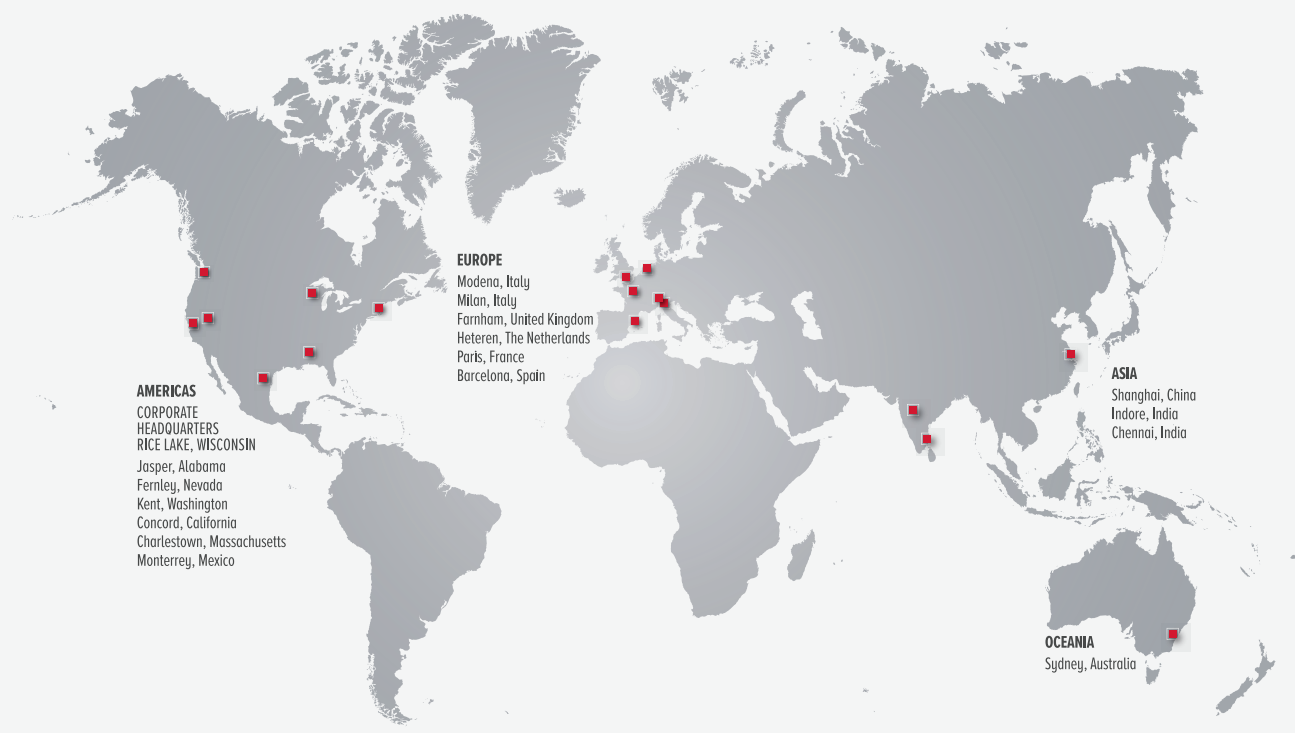 EUROPE
Modena, Italy
Milan, Italy
Farnham, United Kingdom
Heteren, The Netherlands
Paris, France
Barcelona, Spain
AMERICAS
CORPORATE
HEADQUARTERS
RICE LAKE, WISCONSIN
Jasper, Alabama
Fernley, Nevada
Kent, Washington
Concord, California
Charlestown, Massachusetts
Monterrey, Mexico
ASIA
Shanghai, China
Indore, India
Chennai, India
OCEANIA
Sydney, Australia